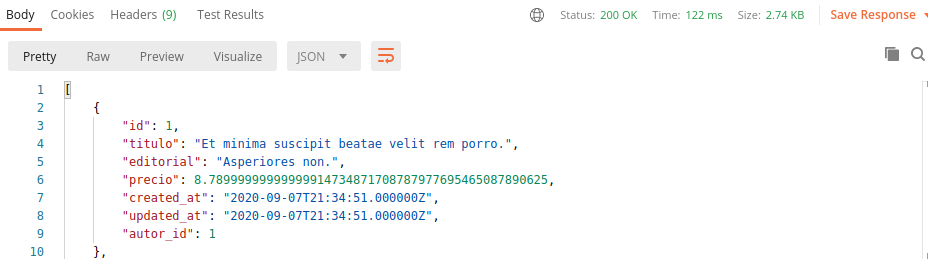 Body Cookies Headers (9) Test Results Status: 200 OK Time: 122 ms Size: 2.74 KB Save Response
Pretty Raw Preview Visualize JSON
1 [
2 {
3 "id": 1,
4 "titulo": "Et minima suscipit beatae velit rem porro.",
5 "editorial": "Asperiores non.",
6 "precio": 8.78999999999999914734871708787977695465087890625,
7 "created_at": "2020-09-07T21:34:51.000000Z",
8 "updated_at": "2020-09-07T21:34:51.000000Z",
9 "autor_id": 1
10 },